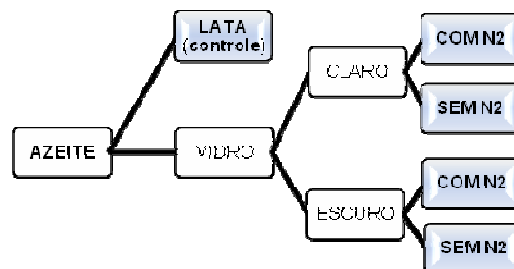 LATA
(controle)
COM N2
CLARO
SEM N2
AZEITE
VIDRO
COM N2
ESCURO
SEM N2